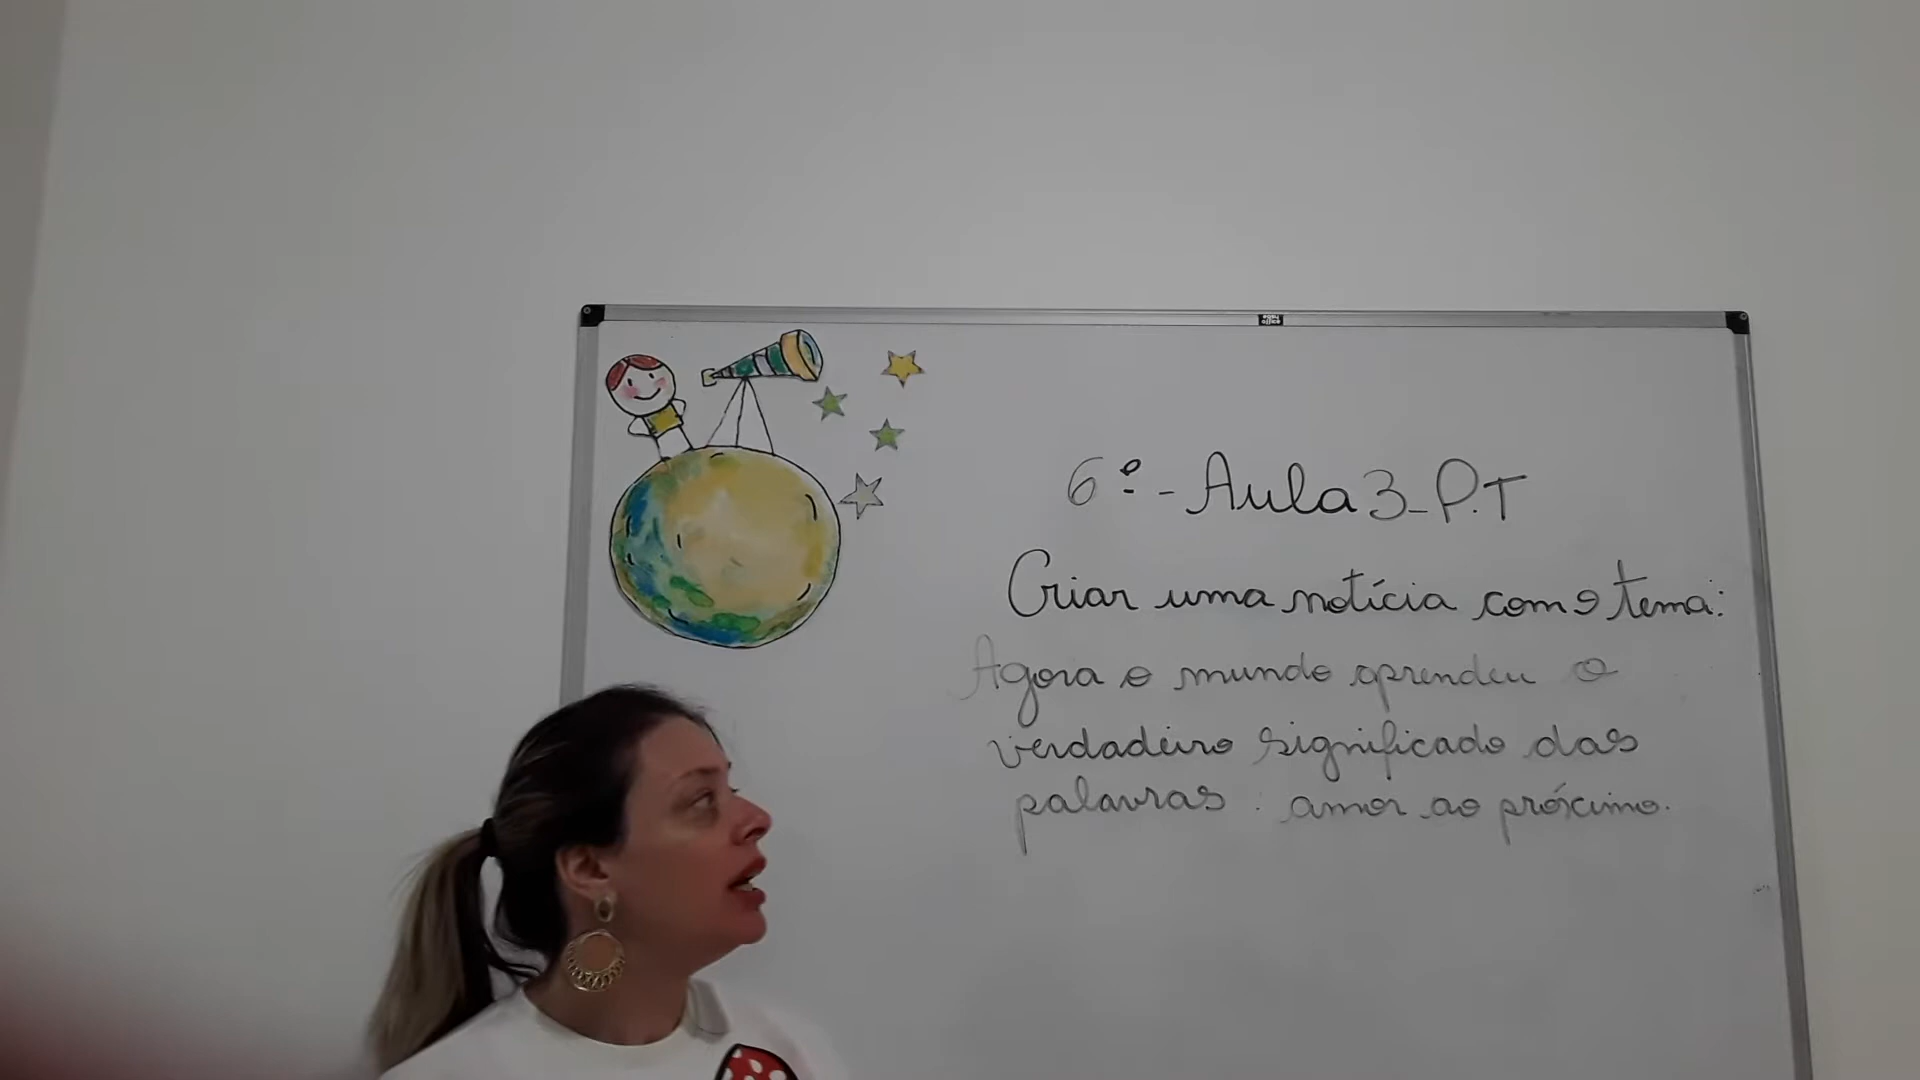 6º - Aula 3 - P.T
Criar uma notícia com o tema:
Agora o mundo aprendeu o
verdadeiro significado das
palavras: amor ao próximo.